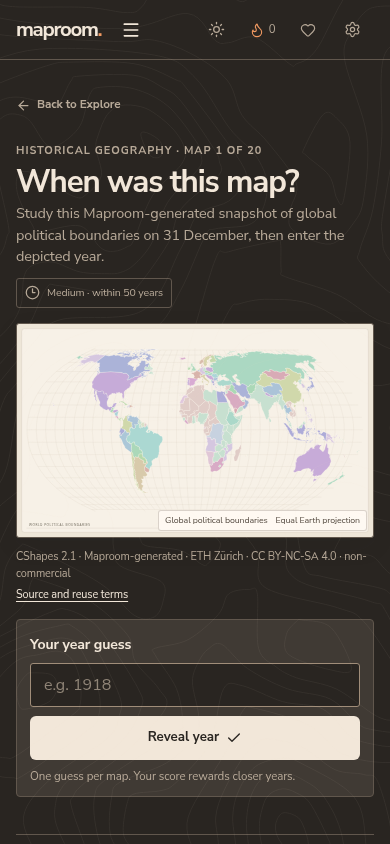 maproom.
0
Back to Explore
HISTORICAL GEOGRAPHY · MAP 1 OF 20
When was this map?
Study this Maproom-generated snapshot of global
political boundaries on 31 December, then enter the
depicted year.
Medium · within 50 years
WORLD POLITICAL BOUNDARIES
Global political boundaries Equal Earth projection
CShapes 2.1 · Maproom-generated · ETH Zürich · CC BY-NC-SA 4.0 · non-
commercial
Source and reuse terms
Your year guess
e.g. 1918
Reveal year
One guess per map. Your score rewards closer years.